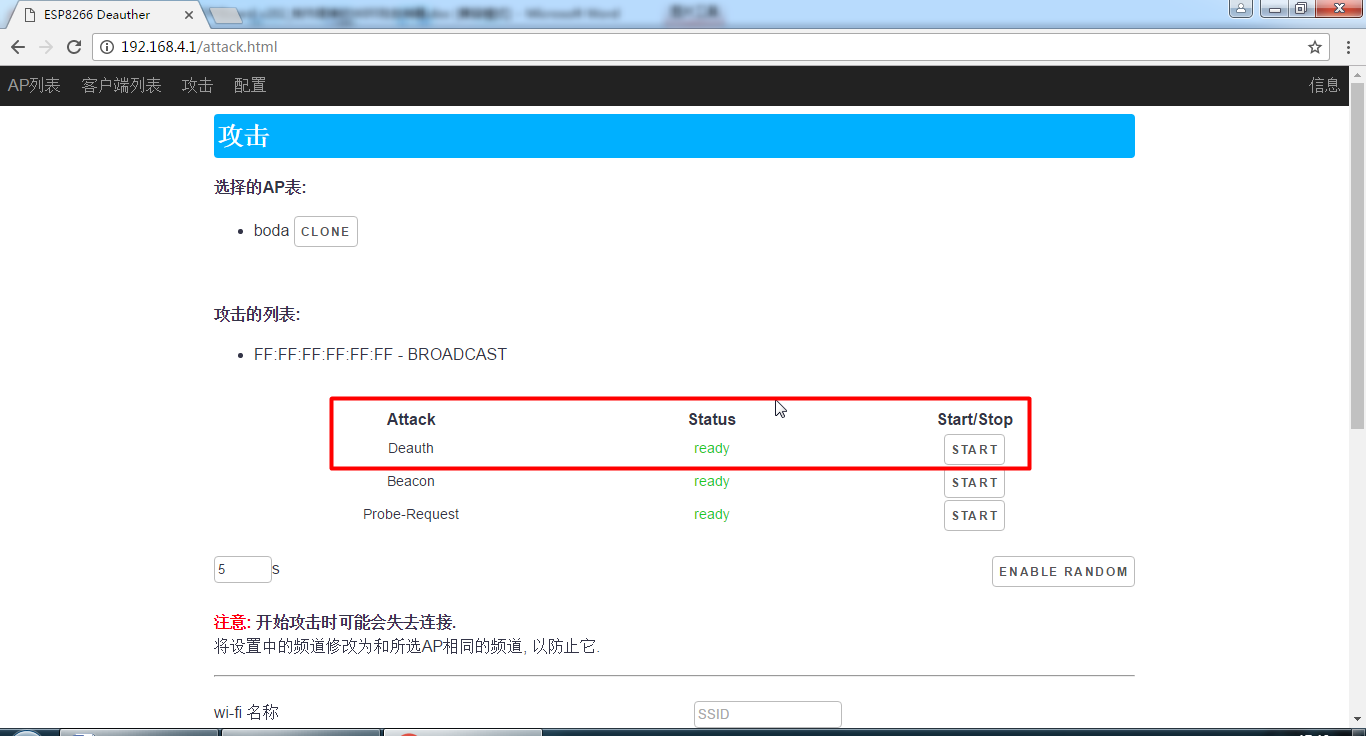 ESP8266 Deauther
Microsoft Word
192.168.4.1/attack.html
AP列表 客户端列表 攻击 配置 信息
攻击
选择的AP表:
boda CLONE
攻击的列表:
FF:FF:FF:FF:FF:FF - BROADCAST
Attack Status Start/Stop
Deauth ready START
Beacon ready START
Probe-Request ready START
5 s ENABLE RANDOM
注意: 开始攻击时可能会失去连接.
将设置中的频道修改为和所选AP相同的频道, 以防止它.
wi-fi 名称 SSID